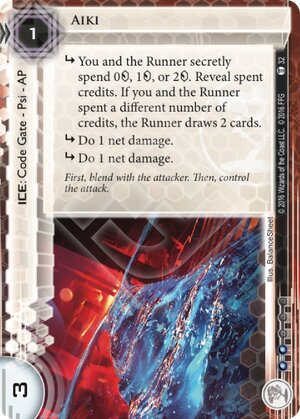 1
AIKI
ICE: Code Gate - Psi - AP
↳ You and the Runner secretly
spend 0, 1, or 2. Reveal spent
credits. If you and the Runner
spent a different number of
credits, the Runner draws 2 cards.
↳ Do 1 net damage.
↳ Do 1 net damage.
First, blend with the attacker. Then, control
the attack.
32
© 2016 Wizards of the Coast LLC. © 2016 FFG
Illus. BalanceSheet
3